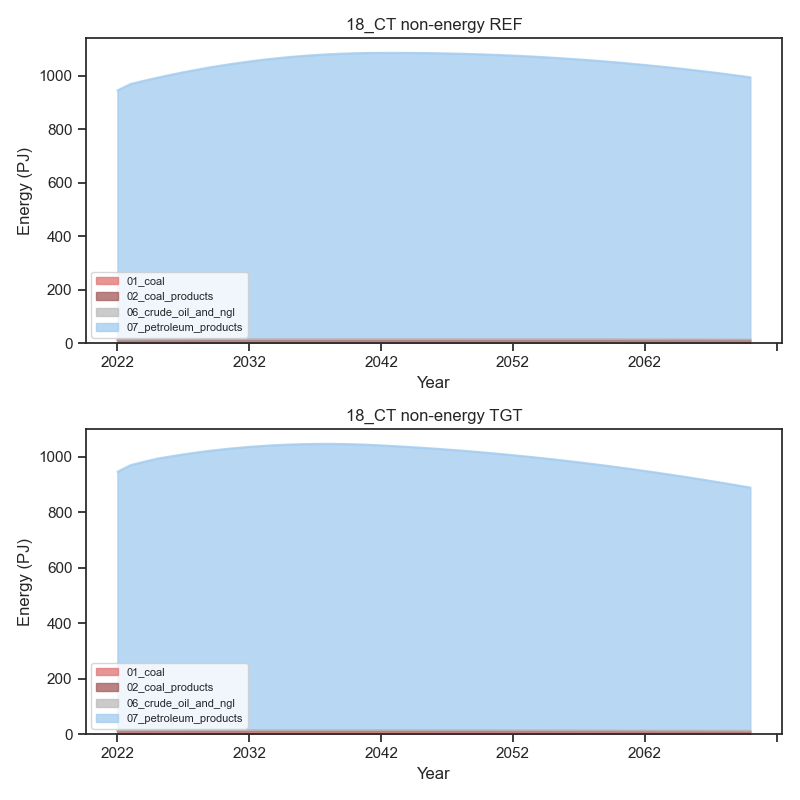 18_CT non-energy REF
1000
800
600
400
200
0
Energy (PJ)
01_coal
02_coal_products
06_crude_oil_and_ngl
07_petroleum_products
2022 2032 2042 2052 2062
Year
18_CT non-energy TGT
1000
800
600
400
200
0
Energy (PJ)
01_coal
02_coal_products
06_crude_oil_and_ngl
07_petroleum_products
2022 2032 2042 2052 2062
Year